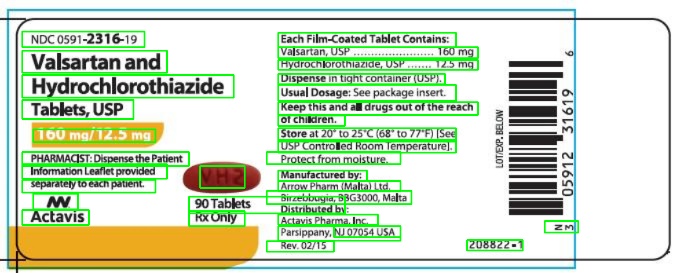 NDC 0591-2316-19
Valsartan and
Hydrochlorothiazide
Tablets, USP
160 mg/12.5 mg
PHARMACIST: Dispense the Patient
Information Leaflet provided
separately to each patient.
Actavis
VH2
90 Tablets
Rx Only
Each Film-Coated Tablet Contains:
Valsartan, USP ........................ 160 mg
Hydrochlorothiazide, USP ....... 12.5 mg
Dispense in tight container (USP).
Usual Dosage: See package insert.
Keep this and all drugs out of the reach
of children.
Store at 20° to 25°C (68° to 77°F) [See
USP Controlled Room Temperature].
Protect from moisture.
Manufactured by:
Arrow Pharm (Malta) Ltd.
Birzebbugia, BBG3000, Malta
Distributed by:
Actavis Pharma, Inc.
Parsippany, NJ 07054 USA
Rev. 02/15
208822-1
LOT/EXP. BELOW
05912 31619 6
N
3